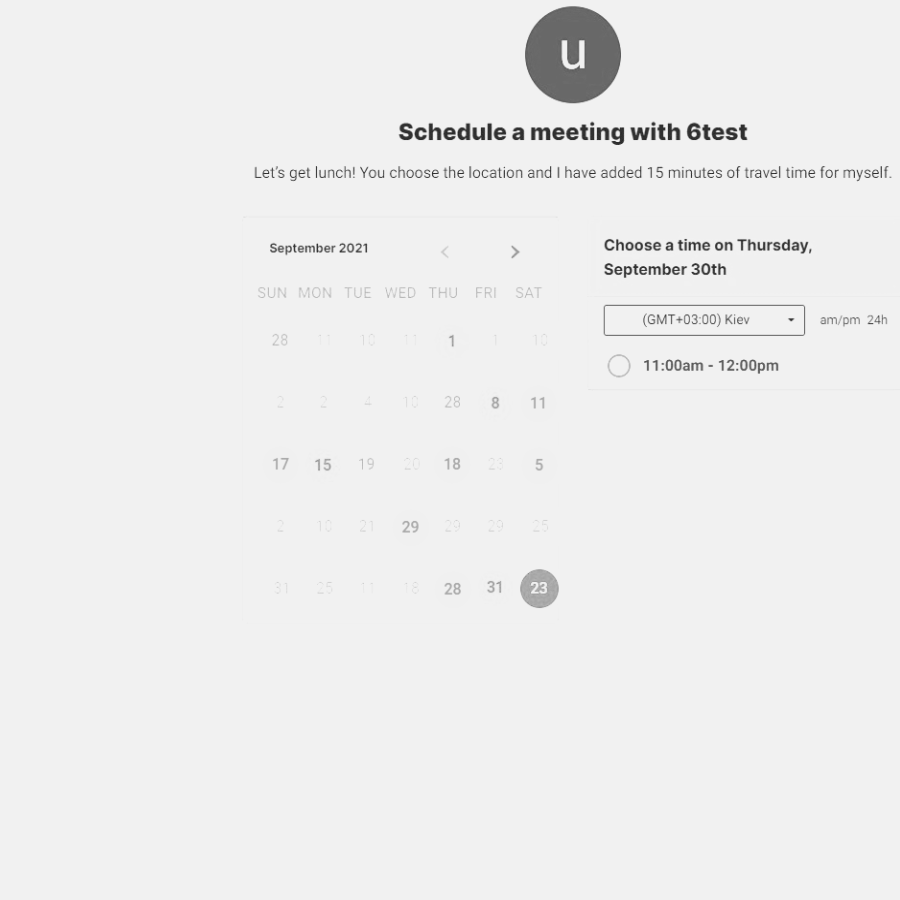 u
Schedule a meeting with 6test
Let's get lunch! You choose the location and I have added 15 minutes of travel time for myself.
September 2021
SUN MON TUE WED THU FRI SAT
28 11 10 11 1 1 10
2 2 4 10 28 8 11
17 15 19 20 18 23 5
2 10 21 29 29 29 25
31 25 11 18 28 31 23
Choose a time on Thursday,
September 30th
(GMT+03:00) Kiev am/pm 24h
11:00am - 12:00pm